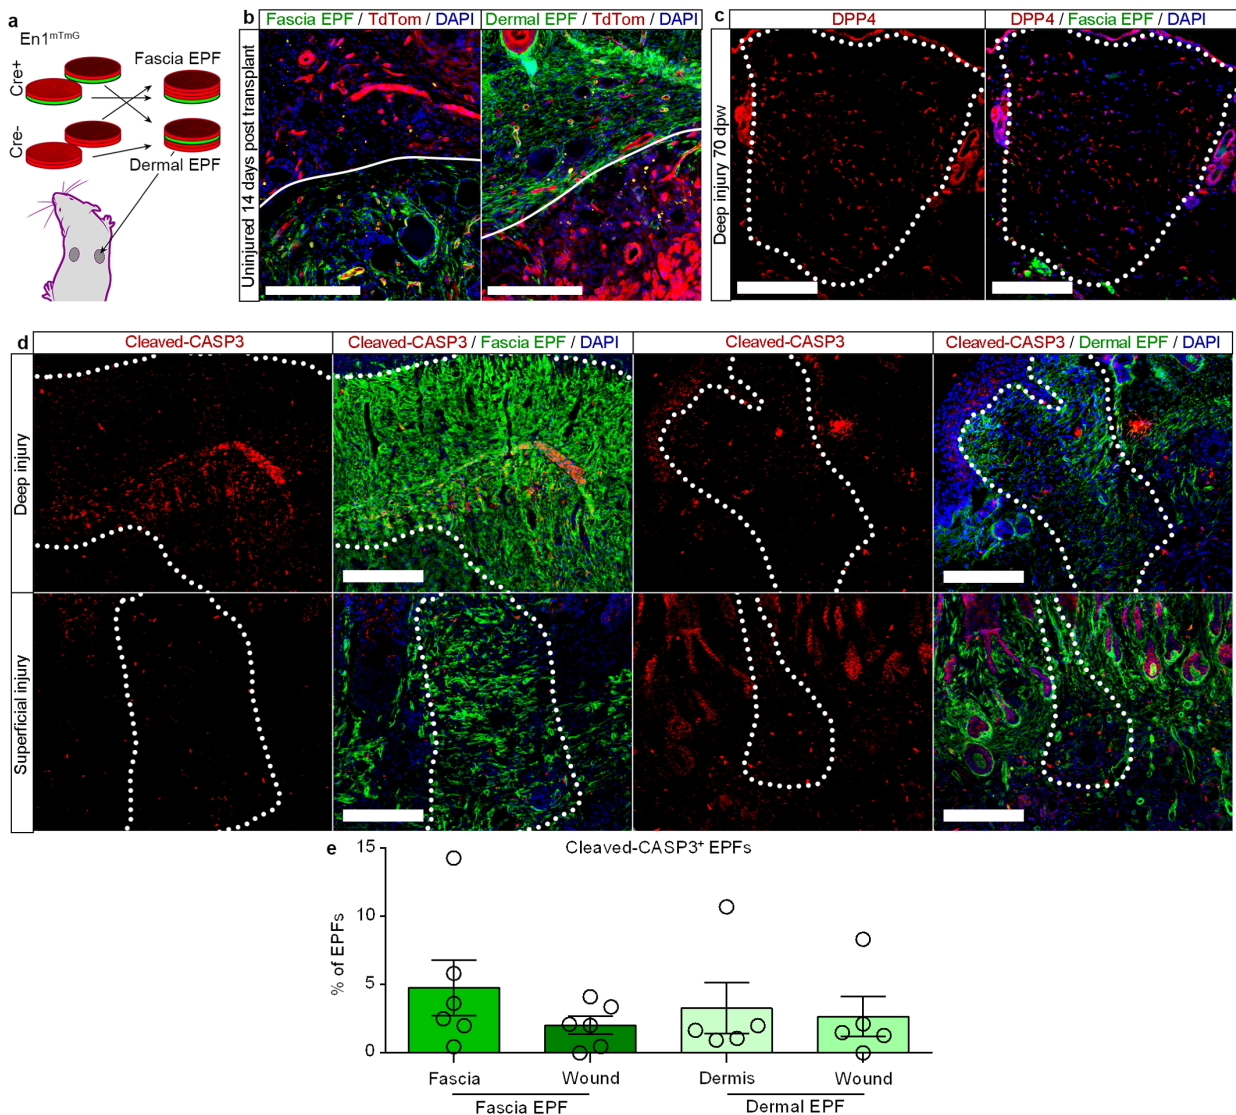 a
En1mTmG
Cre+
Cre-
Fascia EPF
Dermal EPF
b
Fascia EPF / TdTom / DAPI
Dermal EPF / TdTom / DAPI
Uninjured 14 days post transplant
c
DPP4
DPP4 / Fascia EPF / DAPI
Deep injury 70 dpw
d
Cleaved-CASP3
Cleaved-CASP3 / Fascia EPF / DAPI
Cleaved-CASP3
Cleaved-CASP3 / Dermal EPF / DAPI
Deep injury
Superficial injury
e
Cleaved-CASP3+ EPFs
% of EPFs
15
10
5
0
Fascia
Wound
Dermis
Wound
Fascia EPF
Dermal EPF